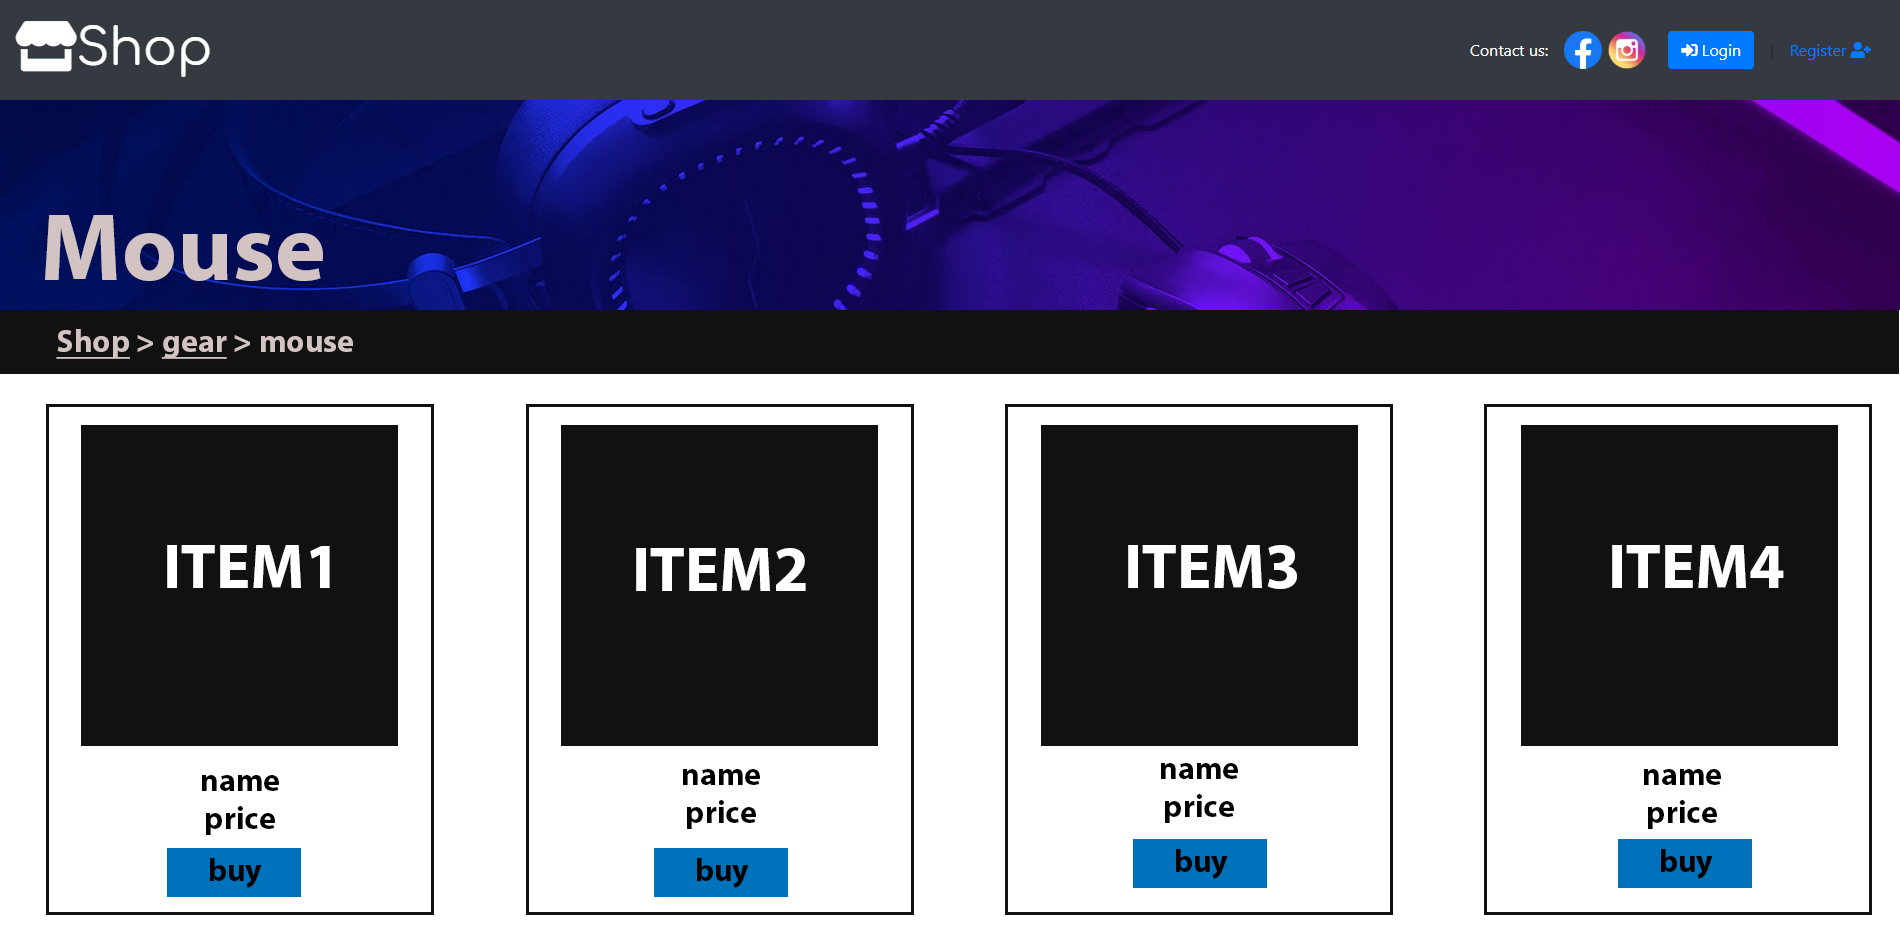 Shop
Contact us:
Login
|
Register
Mouse
Shop > gear > mouse
ITEM1
name
price
buy
ITEM2
name
price
buy
ITEM3
name
price
buy
ITEM4
name
price
buy